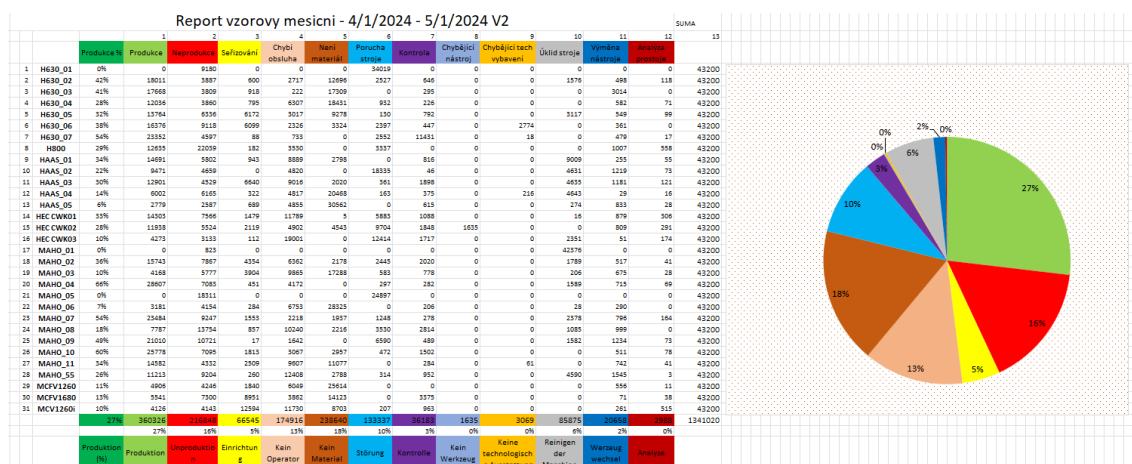 Report vzorovy mesicni - 4/1/2024 - 5/1/2024 V2 SUMA
1 2 3 4 5 6 7 8 9 10 11 12 13
Produkce % Produkce Neprodukce Seřizování Chybí obsluha Není materiál Porucha stroje Kontrola Chybějící nástroj Chybějící tech vybavení Úklid stroje Výměna nástroje Analýza prostoje
1 H630_01 0% 0 9180 0 0 0 34019 0 0 0 0 0 0 43200
2 H630_02 42% 18011 3887 600 2717 12696 2527 646 0 0 1576 498 118 43200
3 H630_03 41% 17668 3809 918 222 17309 0 295 0 0 0 3014 0 43200
4 H630_04 28% 12036 3860 795 6307 18431 932 226 0 0 0 582 71 43200
5 H630_05 32% 13764 6336 6172 3017 9278 130 792 0 0 3117 549 99 43200
6 H630_06 38% 16376 9118 6099 2326 3324 2397 447 0 2774 0 361 0 43200
7 H630_07 54% 23352 4597 88 733 0 2552 11431 0 18 0 479 17 43200
8 H800 29% 12635 22039 182 3530 0 3337 0 0 0 0 1007 558 43200
9 HAAS_01 34% 14691 5802 943 8889 2798 0 816 0 0 9009 255 55 43200
10 HAAS_02 22% 9471 4659 0 4820 0 18335 46 0 0 4631 1219 73 43200
11 HAAS_03 30% 12901 4529 6640 9016 2020 361 1898 0 0 4635 1181 121 43200
12 HAAS_04 14% 6002 6165 322 4817 20468 163 375 0 216 4643 29 16 43200
13 HAAS_05 6% 2779 2587 689 4855 30562 0 615 0 0 274 833 28 43200
14 HEC CWK01 33% 14303 7566 1479 11789 5 5883 1088 0 0 16 879 306 43200
15 HEC CWK02 28% 11938 5524 2119 4902 4543 9704 1848 1635 0 0 809 291 43200
16 HEC CWK03 10% 4273 3133 112 19001 0 12414 1717 0 0 2351 51 174 43200
17 MAHO_01 0% 0 823 0 0 0 0 0 0 0 42576 0 0 43200
18 MAHO_02 36% 15743 7867 4354 6362 2178 2445 2020 0 0 1789 517 41 43200
19 MAHO_03 10% 4168 5777 3904 9865 17288 583 778 0 0 206 675 28 43200
20 MAHO_04 66% 28607 7083 451 4172 0 297 282 0 0 1589 715 69 43200
21 MAHO_05 0% 0 18311 0 0 0 24897 0 0 0 0 0 0 43200
22 MAHO_06 7% 3181 4154 284 6753 28325 0 206 0 0 28 290 0 43200
23 MAHO_07 54% 23484 9247 1553 2218 1937 1248 278 0 0 2378 796 164 43200
24 MAHO_08 18% 7787 13754 857 10240 2216 3530 2814 0 0 1085 999 0 43200
25 MAHO_09 49% 21010 10721 17 1642 0 6590 489 0 0 1582 1234 73 43200
26 MAHO_10 60% 25778 7095 1813 3067 2957 472 1502 0 0 0 511 78 43200
27 MAHO_11 34% 14582 4332 2509 9607 11077 0 284 0 61 0 742 41 43200
28 MAHO_55 26% 11213 9204 260 12408 2788 314 952 0 0 4590 1545 3 43200
29 MCFV1260 11% 4906 4246 1840 6049 25614 0 0 0 0 0 556 11 43200
30 MCFV1680 13% 5541 7300 8951 3862 14123 0 3375 0 0 0 71 38 43200
31 MCV1260i 10% 4126 4143 12594 11730 8703 207 963 0 0 0 261 515 43200
27% 360326 216848 66545 174916 238640 133337 36183 1635 3069 85875 20658 2988 1341020
27% 16% 5% 13% 18% 10% 3% 0% 0% 6% 2% 0%
Produktion (%) Produktion Unproduktion Einrichtung Kein Operator Kein Material Störung Kontrolle Kein Werkzeug Keine technologisch Reinigen der Werzeug wechsel Analyse.
27%
16%
5%
13%
18%
10%
3%
0%
0%
6%
2%
0%